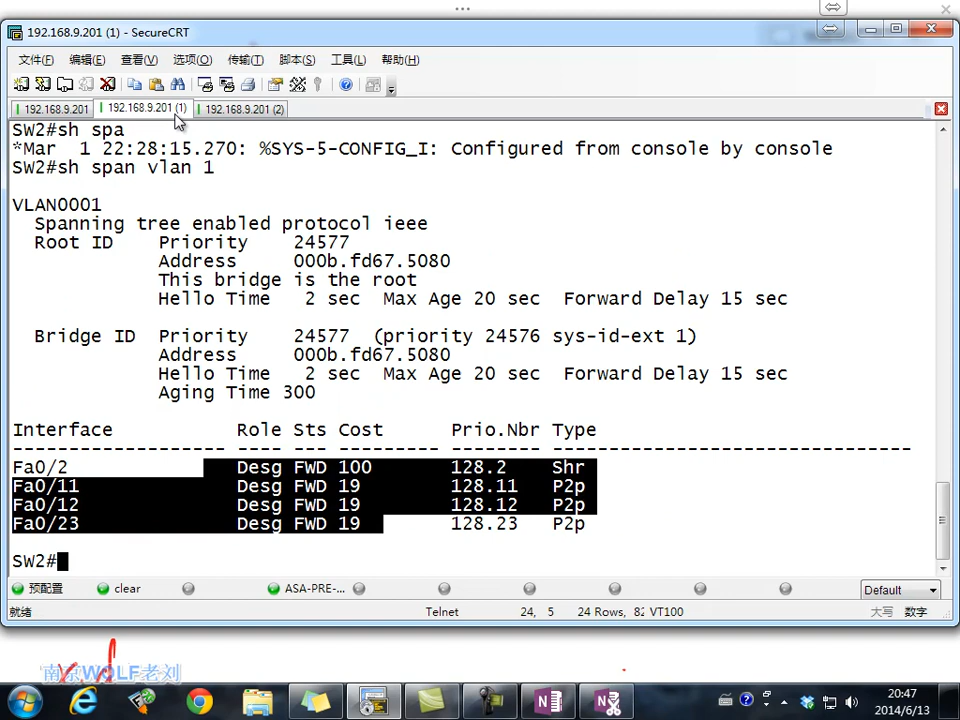 192.168.9.201 (1) - SecureCRT
文件(F) 编辑(E) 查看(V) 选项(O) 传输(T) 脚本(S) 工具(L) 帮助(H)
192.168.9.201 192.168.9.201 (1) 192.168.9.201 (2)
SW2#sh spa
*Mar  1 22:28:15.270: %SYS-5-CONFIG_I: Configured from console by console
SW2#sh span vlan 1
VLAN0001
Spanning tree enabled protocol ieee
Root ID Priority 24577
Address 000b.fd67.5080
This bridge is the root
Hello Time 2 sec Max Age 20 sec Forward Delay 15 sec
Bridge ID Priority 24577 (priority 24576 sys-id-ext 1)
Address 000b.fd67.5080
Hello Time 2 sec Max Age 20 sec Forward Delay 15 sec
Aging Time 300
Interface Role Sts Cost Prio.Nbr Type
------------------- ---- --- --------- -------- --------------------------------
Fa0/2 Desg FWD 100 128.2 Shr
Fa0/11 Desg FWD 19 128.11 P2p
Fa0/12 Desg FWD 19 128.12 P2p
Fa0/23 Desg FWD 19 128.23 P2p
SW2#
预配置 clear ASA-PRE-... Default
就绪 Telnet 24, 5 24 Rows, 82 VT100 大写 数字
南京WOLF老刘
20:47
2014/6/13